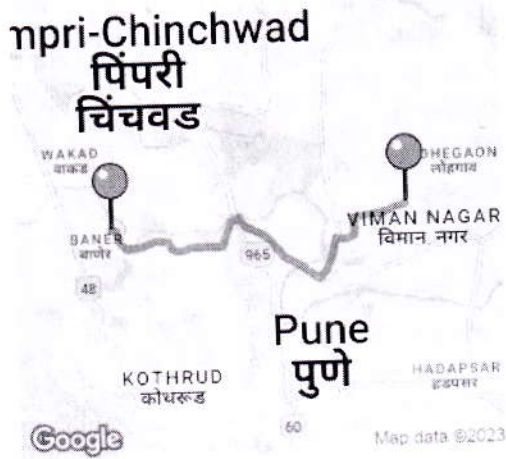 mpri-Chinchwad
पिंपरी
चिंचवड
WAKAD
वाकड
DHEGAON
लोहगाव
VIMAN NAGAR
विमान नगर
BANER
बाणेर
965
48
Pune
पुणे
KOTHRUD
कोथरूड
HADAPSAR
हडपसर
60
Google
Map data ©2023